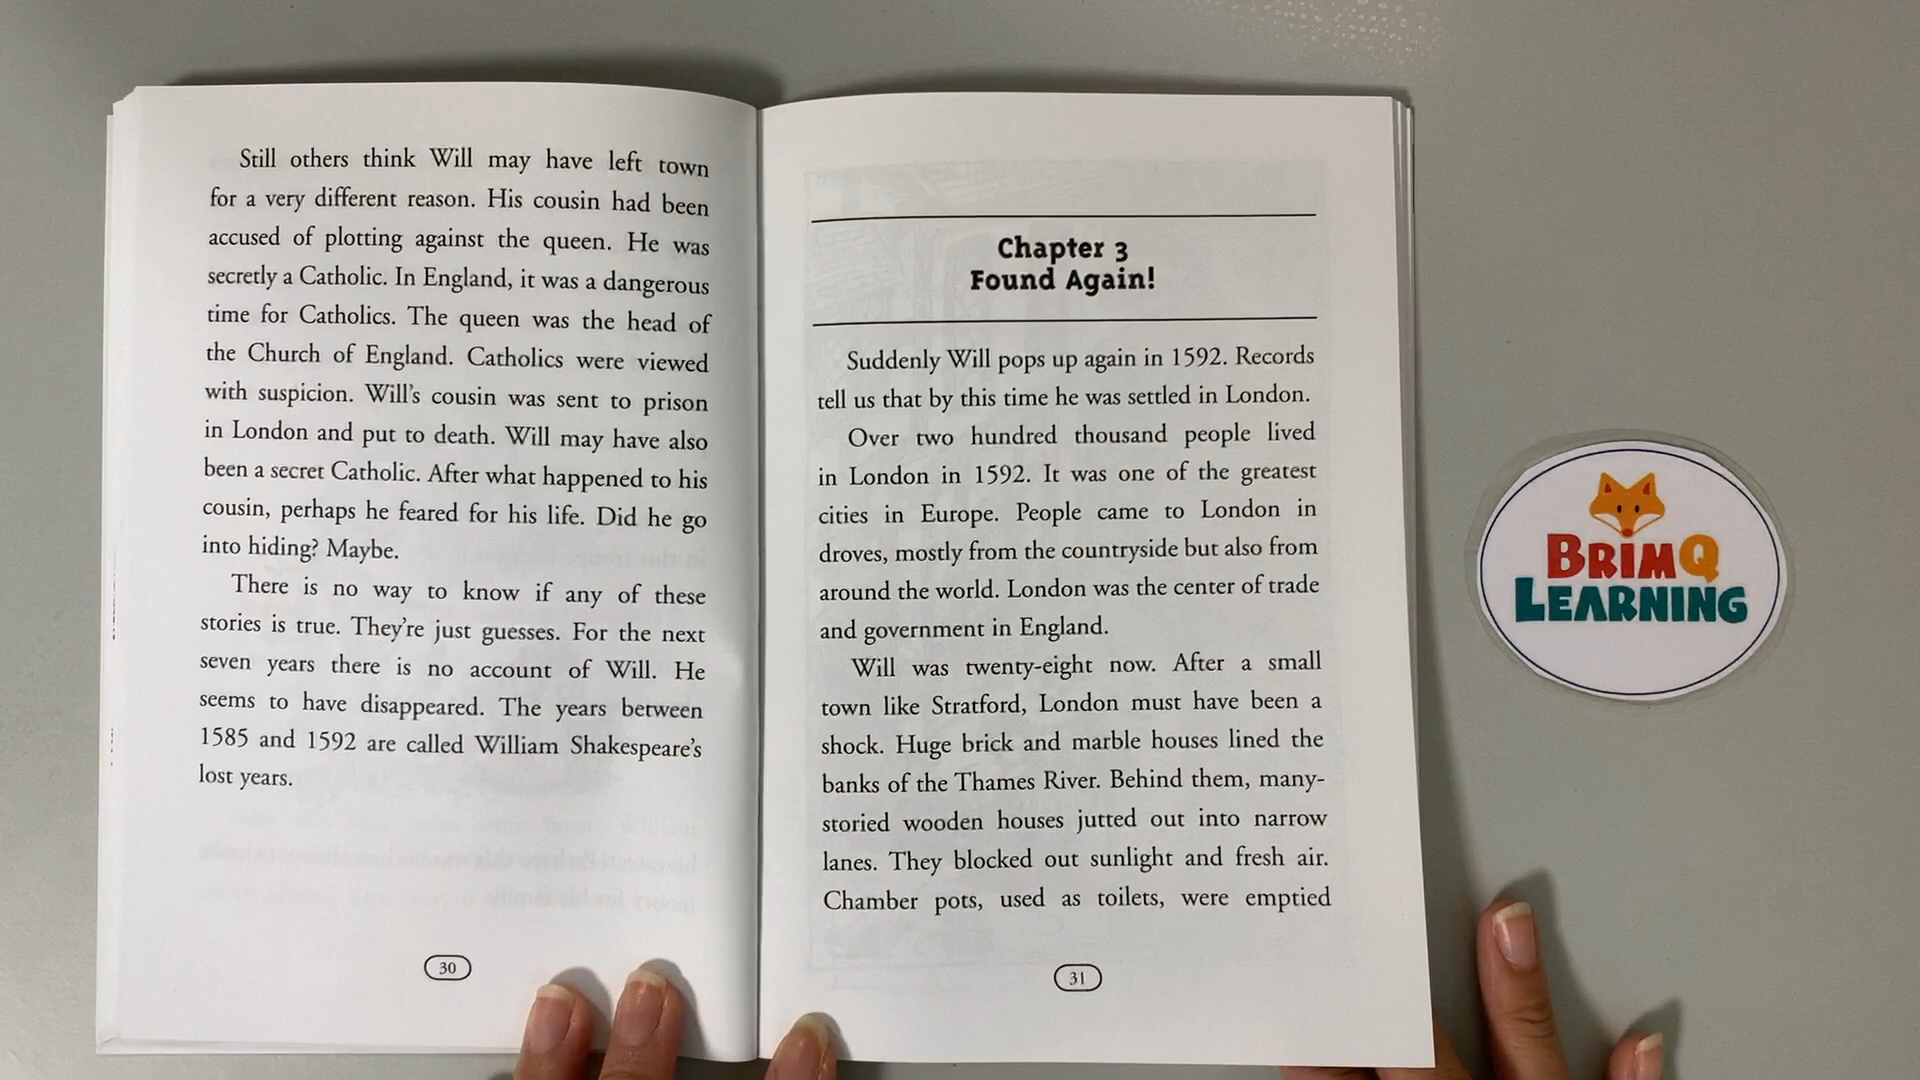 Still others think Will may have left town
for a very different reason. His cousin had been
accused of plotting against the queen. He was
secretly a Catholic. In England, it was a dangerous
time for Catholics. The queen was the head of
the Church of England. Catholics were viewed
with suspicion. Will's cousin was sent to prison
in London and put to death. Will may have also
been a secret Catholic. After what happened to his
cousin, perhaps he feared for his life. Did he go
into hiding? Maybe.
There is no way to know if any of these
stories is true. They're just guesses. For the next
seven years there is no account of Will. He
seems to have disappeared. The years between
1585 and 1592 are called William Shakespeare's
lost years.
30
Chapter 3
Found Again!
Suddenly Will pops up again in 1592. Records
tell us that by this time he was settled in London.
Over two hundred thousand people lived
in London in 1592. It was one of the greatest
cities in Europe. People came to London in
droves, mostly from the countryside but also from
around the world. London was the center of trade
and government in England.
Will was twenty-eight now. After a small
town like Stratford, London must have been a
shock. Huge brick and marble houses lined the
banks of the Thames River. Behind them, many-
storied wooden houses jutted out into narrow
lanes. They blocked out sunlight and fresh air.
Chamber pots, used as toilets, were emptied
31
BRIMQ
LEARNING